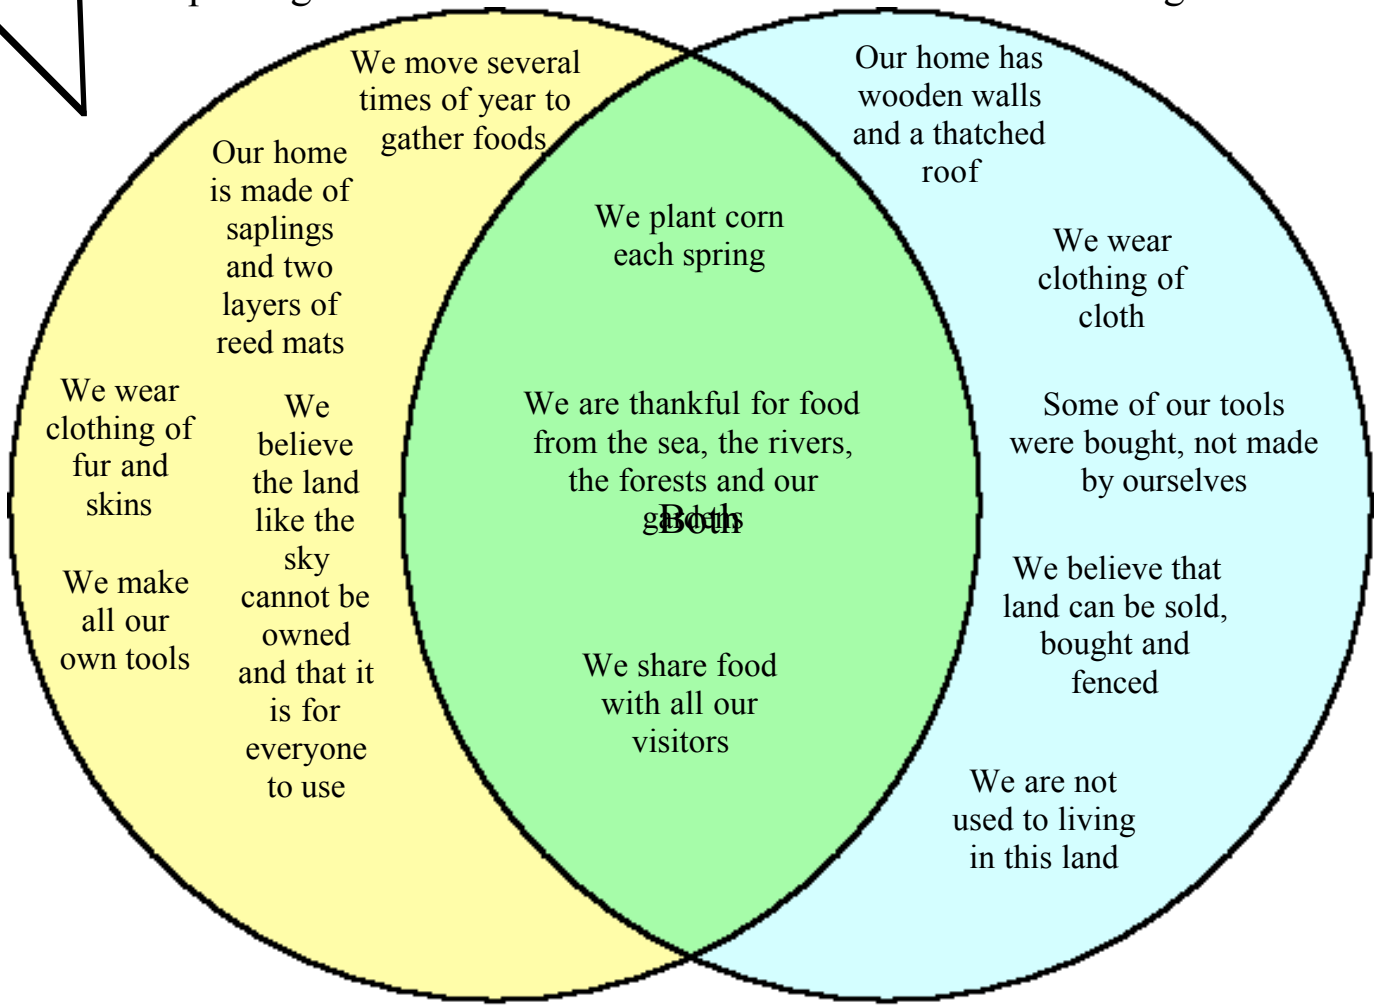 We move several
times of year to
gather foods
Our home
is made of
saplings
and two
layers of
reed mats
We wear
clothing of
fur and
skins
We
believe
the land
like the
sky
cannot be
owned
and that it
is for
everyone
to use
We make
all our
own tools
We plant corn
each spring
We are thankful for food
from the sea, the rivers,
the forests and our
gardens
Both
We share food
with all our
visitors
Our home has
wooden walls
and a thatched
roof
We wear
clothing of
cloth
Some of our tools
were bought, not made
by ourselves
We believe that
land can be sold,
bought and
fenced
We are not
used to living
in this land